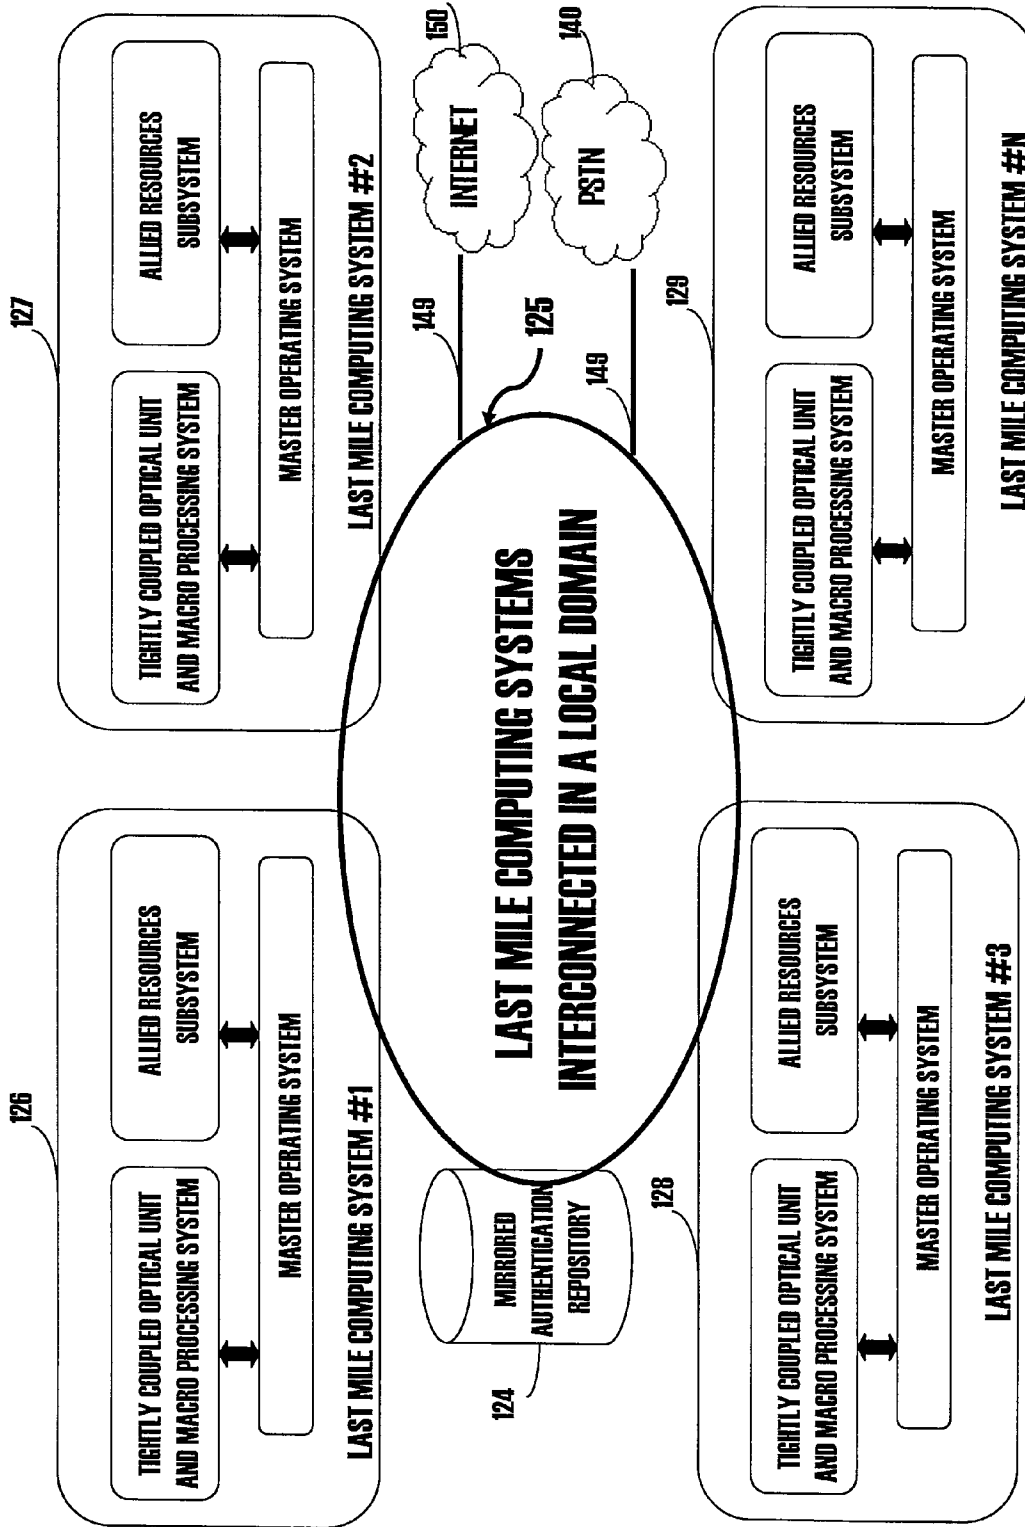 126
TIGHTLY COUPLED OPTICAL UNIT
AND MACRO PROCESSING SYSTEM
ALLIED RESOURCES
SUBSYSTEM
MASTER OPERATING SYSTEM
LAST MILE COMPUTING SYSTEM #1
127
TIGHTLY COUPLED OPTICAL UNIT
AND MACRO PROCESSING SYSTEM
ALLIED RESOURCES
SUBSYSTEM
MASTER OPERATING SYSTEM
LAST MILE COMPUTING SYSTEM #2
124
MIRRORED
AUTHENTICATION
REPOSITORY
LAST MILE COMPUTING SYSTEMS
INTERCONNECTED IN A LOCAL DOMAIN
149
125
149
150
INTERNET
140
PSTN
128
TIGHTLY COUPLED OPTICAL UNIT
AND MACRO PROCESSING SYSTEM
ALLIED RESOURCES
SUBSYSTEM
MASTER OPERATING SYSTEM
LAST MILE COMPUTING SYSTEM #3
129
TIGHTLY COUPLED OPTICAL UNIT
AND MACRO PROCESSING SYSTEM
ALLIED RESOURCES
SUBSYSTEM
MASTER OPERATING SYSTEM
LAST MILE COMPUTING SYSTEM #N